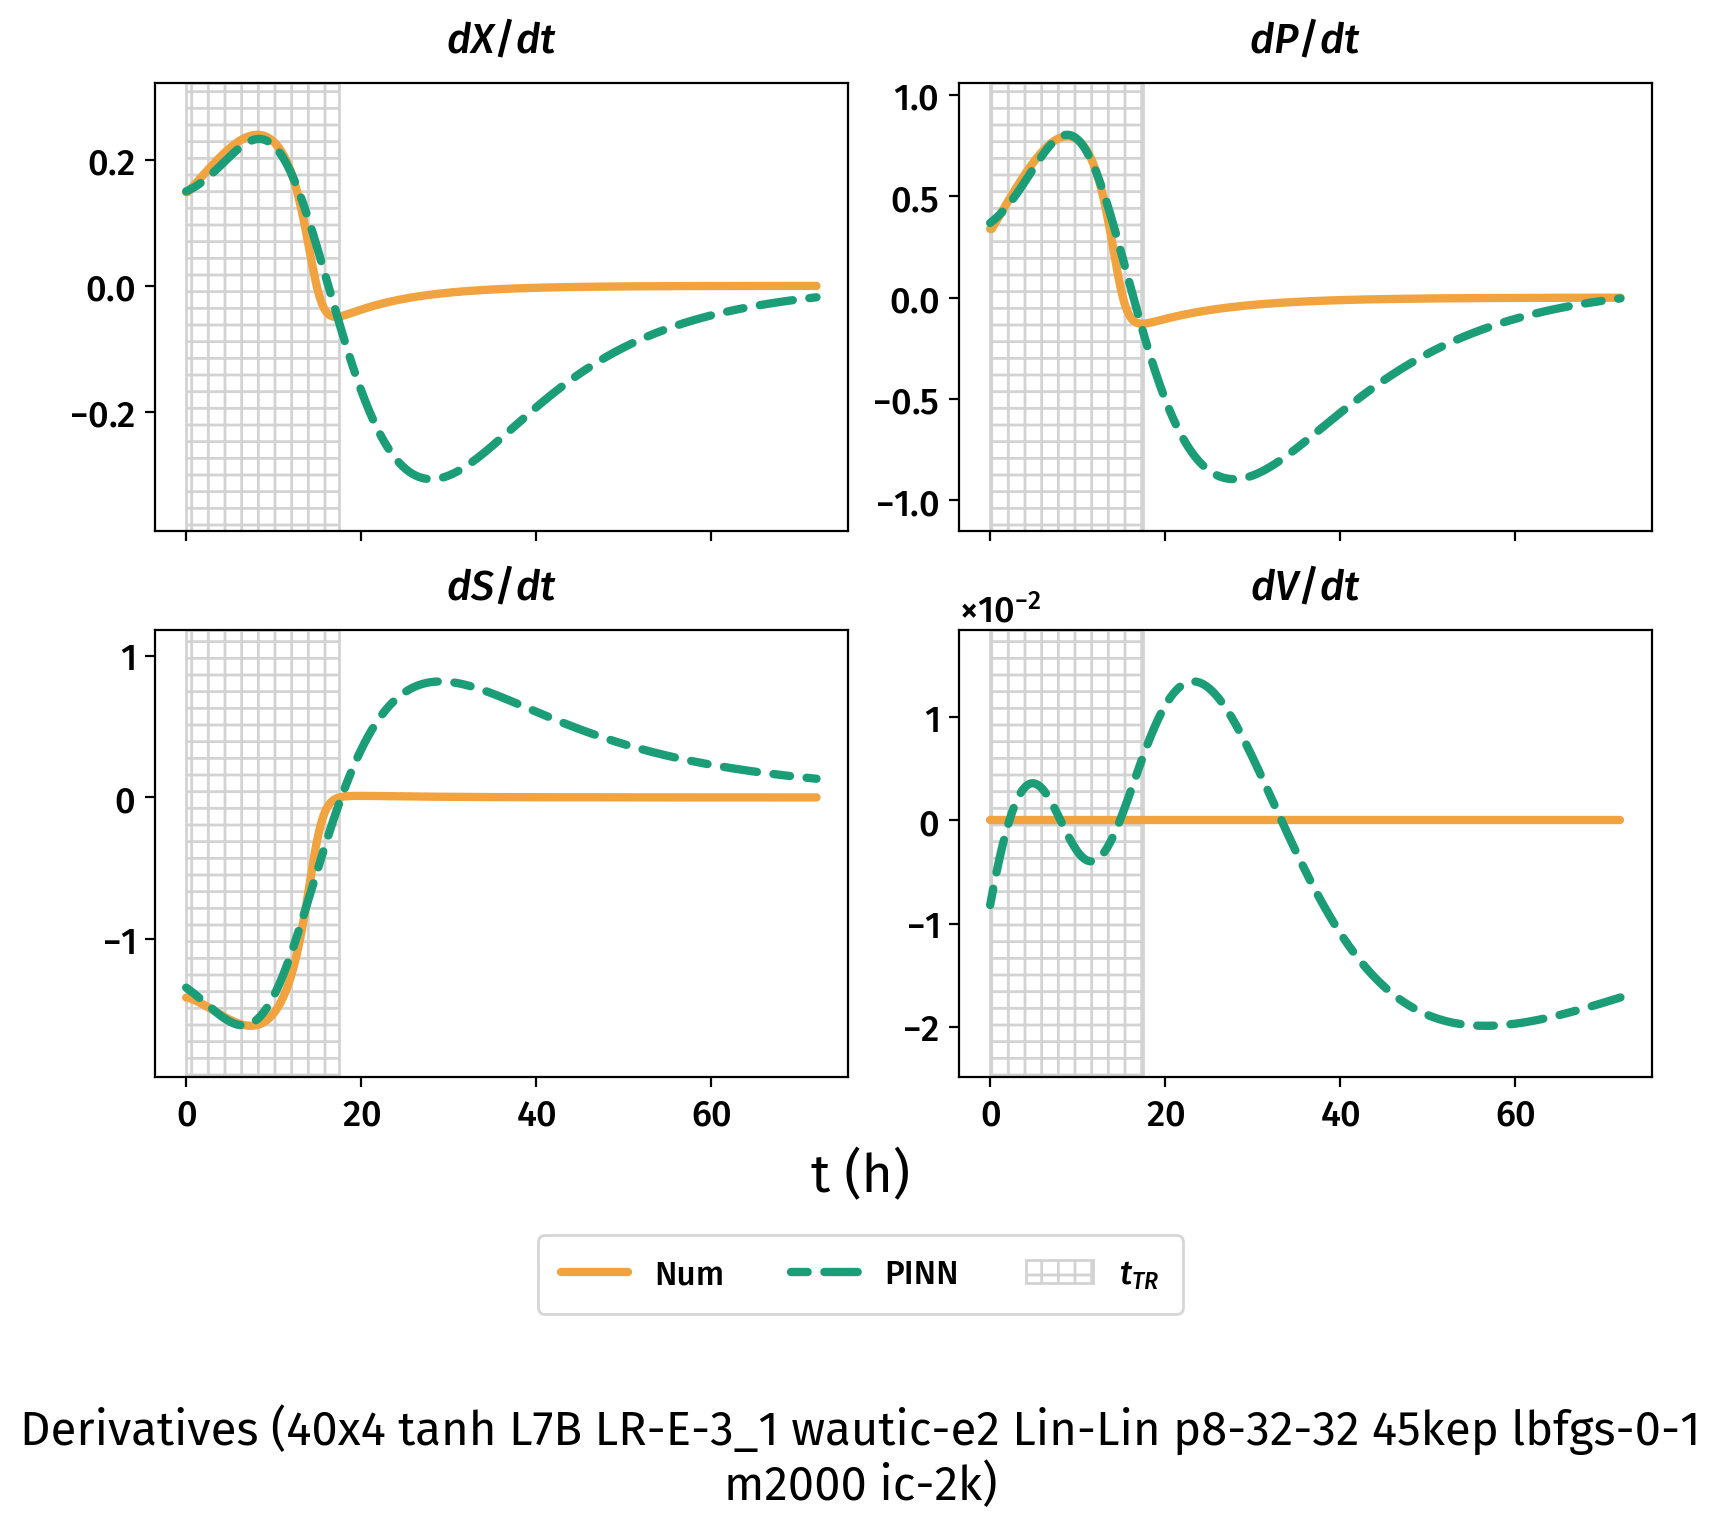 dX/dt
dP/dt
0.2
0.0
−0.2
1.0
0.5
0.0
−0.5
−1.0
dS/dt
dV/dt
×10⁻²
1
0
−1
1
0
−1
−2
0 20 40 60
0 20 40 60
t (h)
Num PINN t_TR
Derivatives (40x4 tanh L7B LR-E-3_1 wautic-e2 Lin-Lin p8-32-32 45kep lbfgs-0-1
m2000 ic-2k)